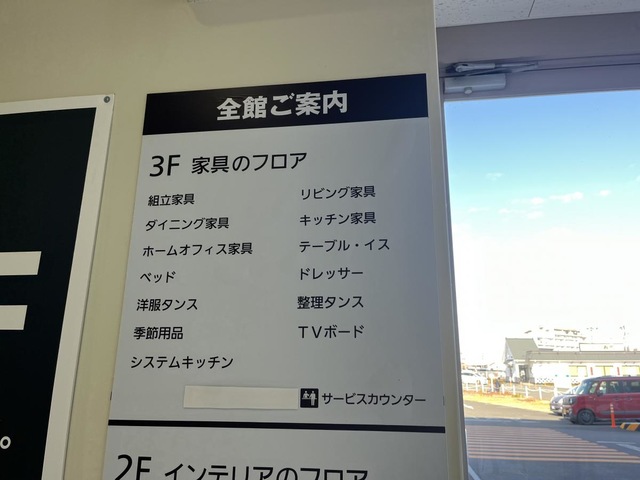 全館ご案内
3F 家具のフロア
組立家具 リビング家具
ダイニング家具 キッチン家具
ホームオフィス家具 テーブル・イス
ベッド ドレッサー
洋服タンス 整理タンス
季節用品 TVボード
システムキッチン
サービスカウンター
2F インテリアのフロア